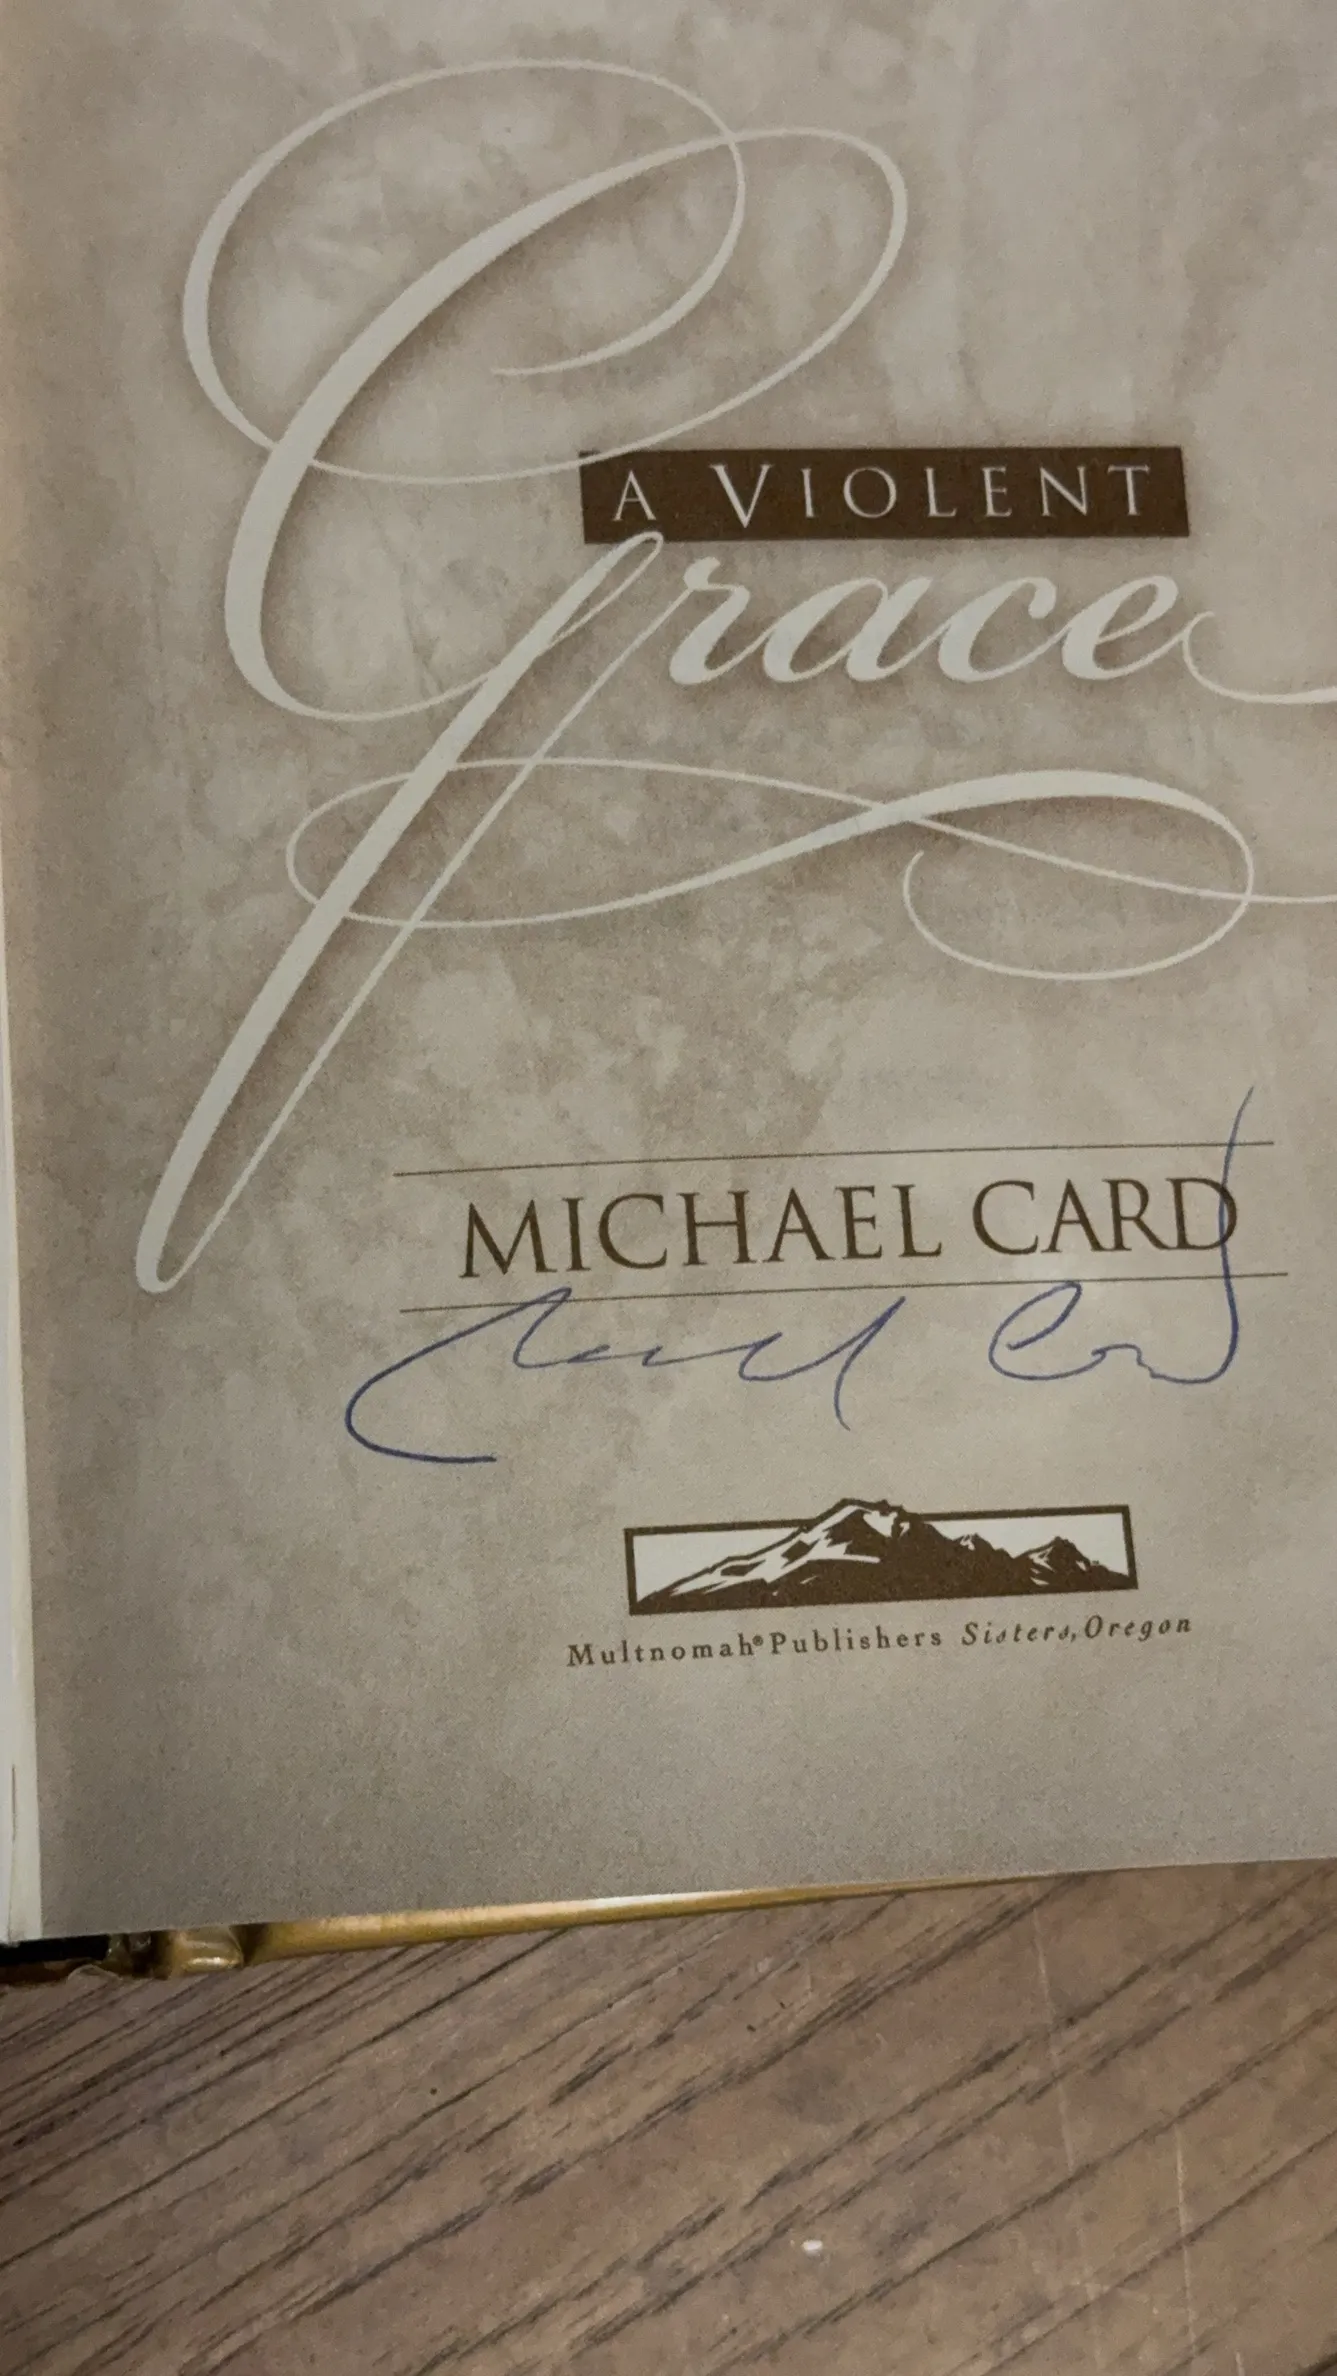 A VIOLENT
Grace
MICHAEL CARD
Multnomah® Publishers Sisters, Oregon